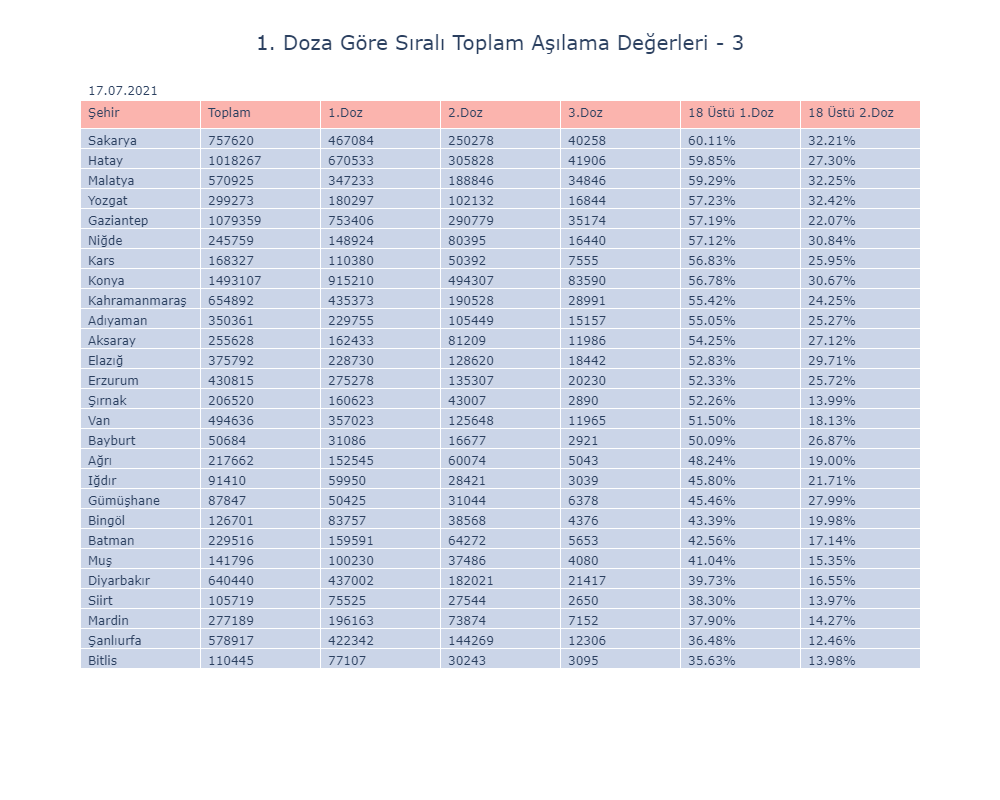 1. Doza Göre Sıralı Toplam Aşılama Değerleri - 3
17.07.2021
Şehir Toplam 1.Doz 2.Doz 3.Doz 18 Üstü 1.Doz 18 Üstü 2.Doz
Sakarya 757620 467084 250278 40258 60.11% 32.21%
Hatay 1018267 670533 305828 41906 59.85% 27.30%
Malatya 570925 347233 188846 34846 59.29% 32.25%
Yozgat 299273 180297 102132 16844 57.23% 32.42%
Gaziantep 1079359 753406 290779 35174 57.19% 22.07%
Niğde 245759 148924 80395 16440 57.12% 30.84%
Kars 168327 110380 50392 7555 56.83% 25.95%
Konya 1493107 915210 494307 83590 56.78% 30.67%
Kahramanmaraş 654892 435373 190528 28991 55.42% 24.25%
Adıyaman 350361 229755 105449 15157 55.05% 25.27%
Aksaray 255628 162433 81209 11986 54.25% 27.12%
Elazığ 375792 228730 128620 18442 52.83% 29.71%
Erzurum 430815 275278 135307 20230 52.33% 25.72%
Şırnak 206520 160623 43007 2890 52.26% 13.99%
Van 494636 357023 125648 11965 51.50% 18.13%
Bayburt 50684 31086 16677 2921 50.09% 26.87%
Ağrı 217662 152545 60074 5043 48.24% 19.00%
Iğdır 91410 59950 28421 3039 45.80% 21.71%
Gümüşhane 87847 50425 31044 6378 45.46% 27.99%
Bingöl 126701 83757 38568 4376 43.39% 19.98%
Batman 229516 159591 64272 5653 42.56% 17.14%
Muş 141796 100230 37486 4080 41.04% 15.35%
Diyarbakır 640440 437002 182021 21417 39.73% 16.55%
Siirt 105719 75525 27544 2650 38.30% 13.97%
Mardin 277189 196163 73874 7152 37.90% 14.27%
Şanlıurfa 578917 422342 144269 12306 36.48% 12.46%
Bitlis 110445 77107 30243 3095 35.63% 13.98%